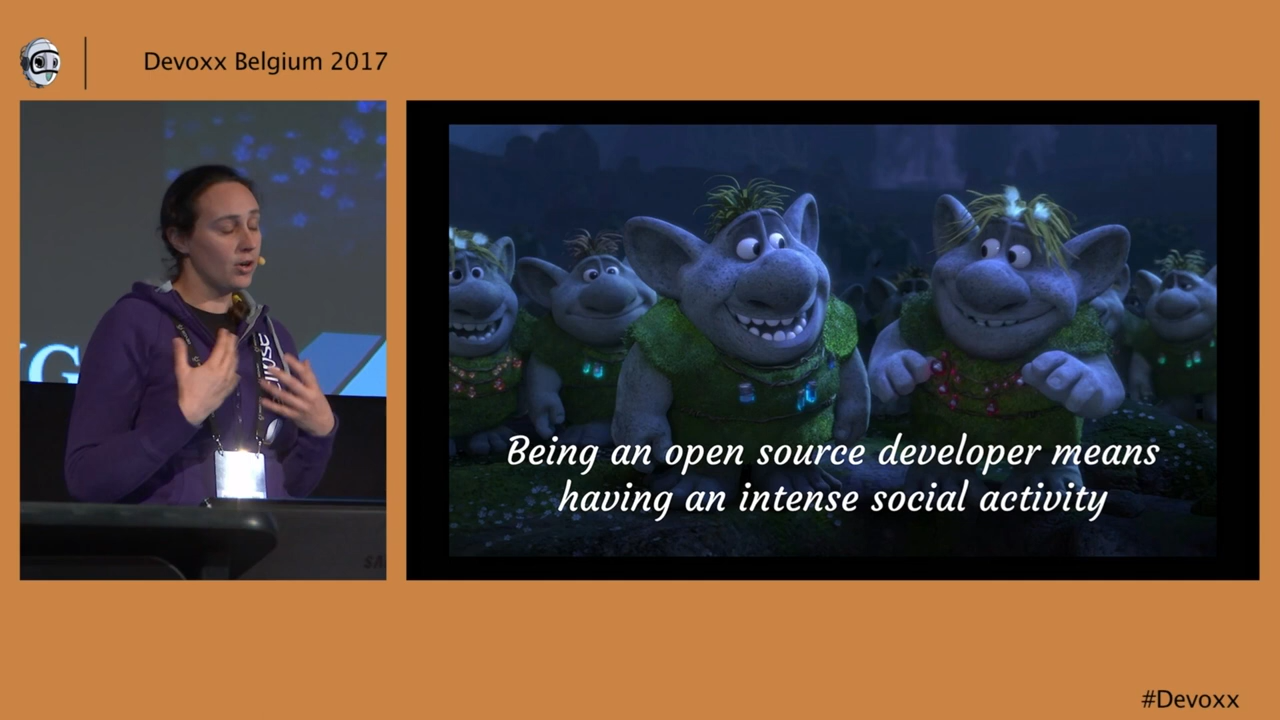 Devoxx Belgium 2017
G
Being an open source developer means
having an intense social activity
#Devoxx